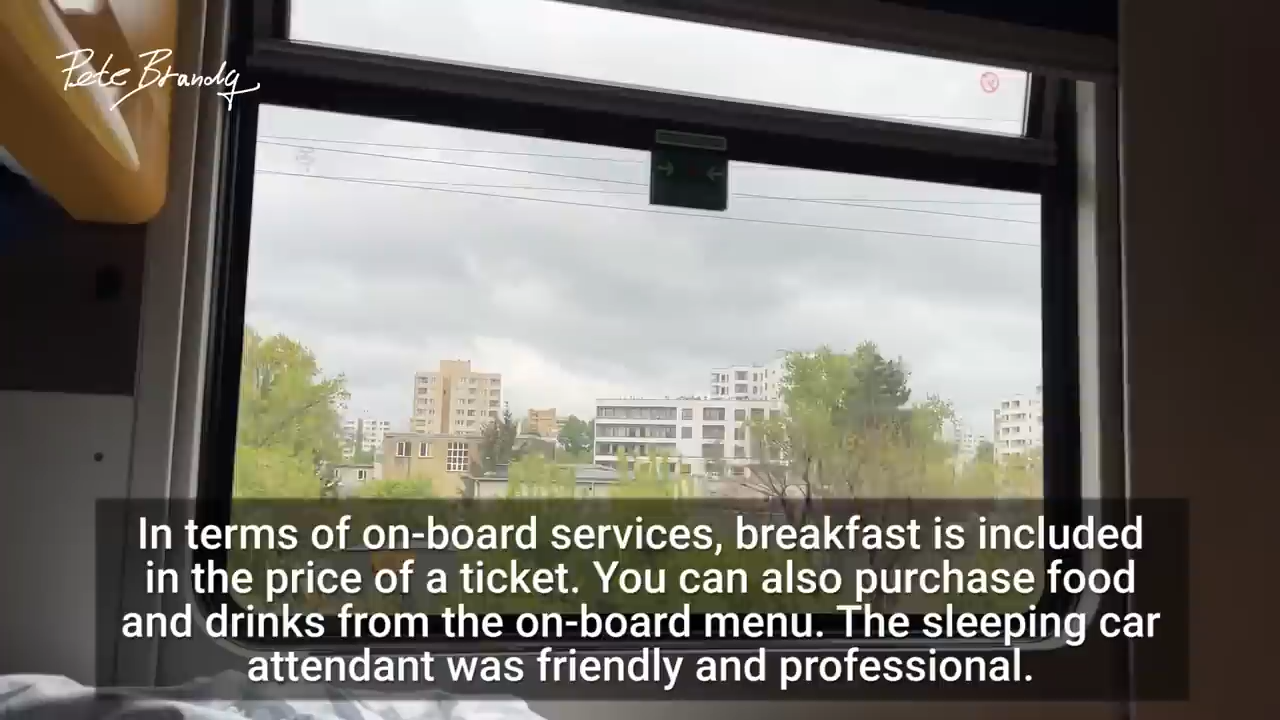 Pete Brandy
In terms of on-board services, breakfast is included
in the price of a ticket. You can also purchase food
and drinks from the on-board menu. The sleeping car
attendant was friendly and professional.